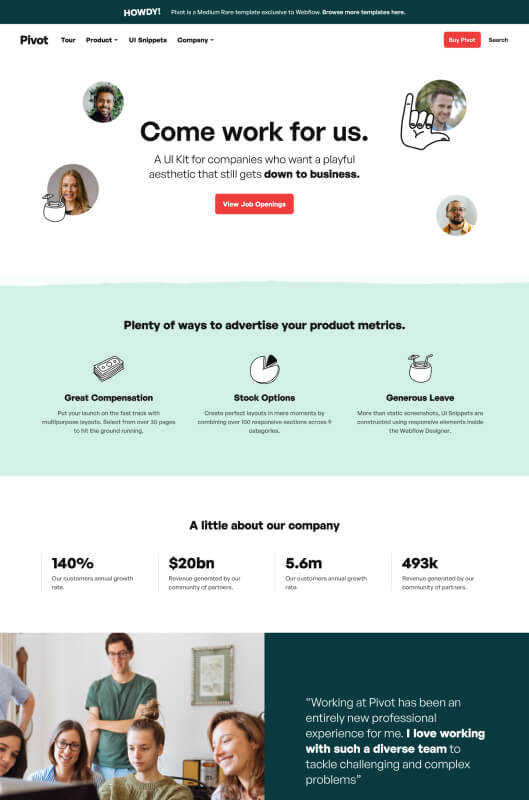 HOWDY! Pivot is a Medium Rare template exclusive to Webflow. Browse more templates here.
Pivot Tour Product UI Snippets Company Buy Pivot Search
Come work for us.
A UI Kit for companies who want a playful
aesthetic that still gets down to business.
View Job Openings
Plenty of ways to advertise your product metrics.
Great Compensation
Put your launch on the fast track with
multipurpose layouts. Select from over 35 pages
to hit the ground running.
Stock Options
Create perfect layouts in mere moments by
combining over 100 responsive sections across 9
categories.
Generous Leave
More than static screenshots, UI Snippets are
constructed using responsive elements inside
the Webflow Designer.
A little about our company
140%
Our customers annual growth
rate.
$20bn
Revenue generated by our
community of partners.
5.6m
Our customers annual growth
rate.
493k
Revenue generated by our
community of partners.
“Working at Pivot has been an
entirely new professional
experience for me. I love working
with such a diverse team to
tackle challenging and complex
problems”